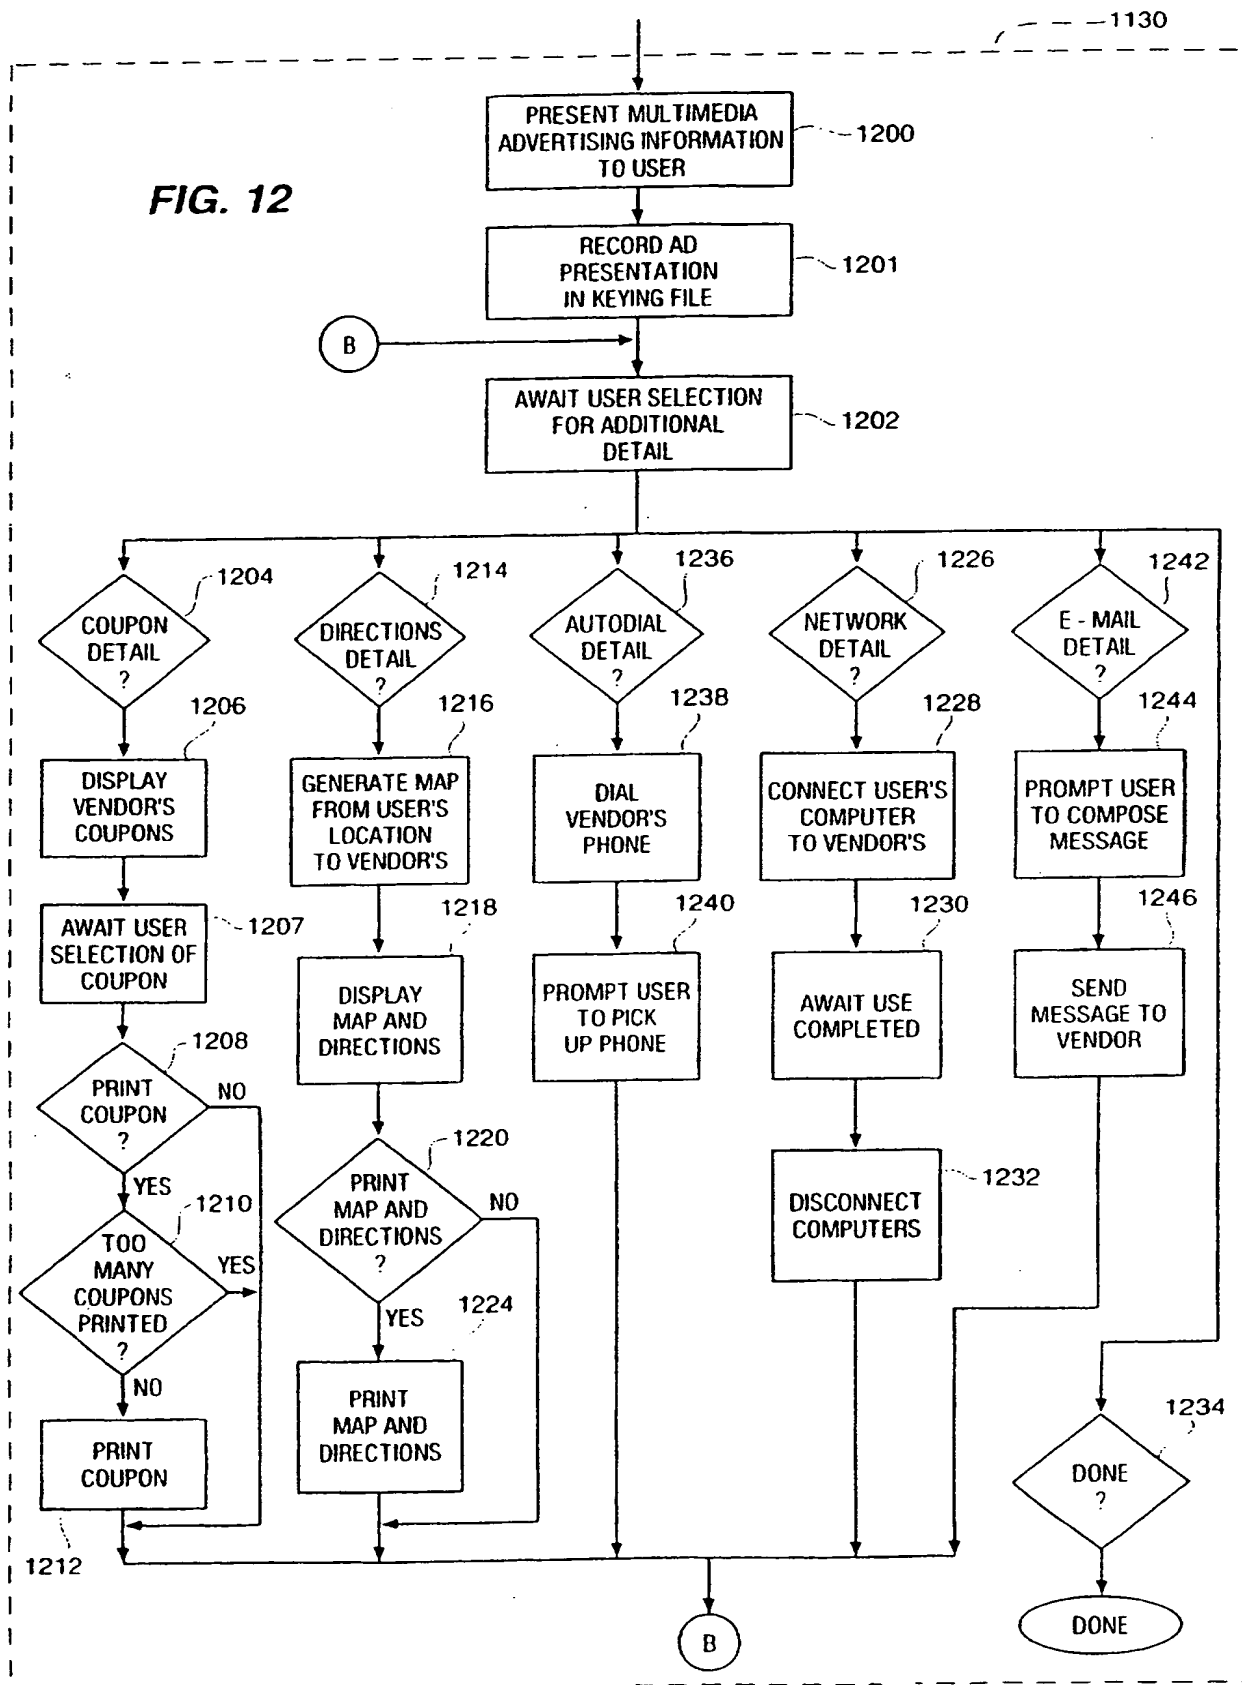 1130
PRESENT MULTIMEDIA
ADVERTISING INFORMATION
TO USER
1200
FIG. 12
RECORD AD
PRESENTATION
IN KEYING FILE
1201
B
AWAIT USER SELECTION
FOR ADDITIONAL
DETAIL
1202
1204
COUPON
DETAIL
?
1206
DISPLAY
VENDOR'S
COUPONS
1207
AWAIT USER
SELECTION OF
COUPON
1208
PRINT
COUPON
?
NO
YES
1210
TOO
MANY
COUPONS
PRINTED
?
YES
NO
PRINT
COUPON
1212
1214
DIRECTIONS
DETAIL
?
1216
GENERATE MAP
FROM USER'S
LOCATION
TO VENDOR'S
1218
DISPLAY
MAP AND
DIRECTIONS
1220
PRINT
MAP AND
DIRECTIONS
?
NO
YES
1224
PRINT
MAP AND
DIRECTIONS
1236
AUTODIAL
DETAIL
?
1238
DIAL
VENDOR'S
PHONE
1240
PROMPT USER
TO PICK
UP PHONE
1226
NETWORK
DETAIL
?
1228
CONNECT USER'S
COMPUTER
TO VENDOR'S
1230
AWAIT USE
COMPLETED
1232
DISCONNECT
COMPUTERS
1242
E - MAIL
DETAIL
?
1244
PROMPT USER
TO COMPOSE
MESSAGE
1246
SEND
MESSAGE TO
VENDOR
1234
DONE
?
DONE
B